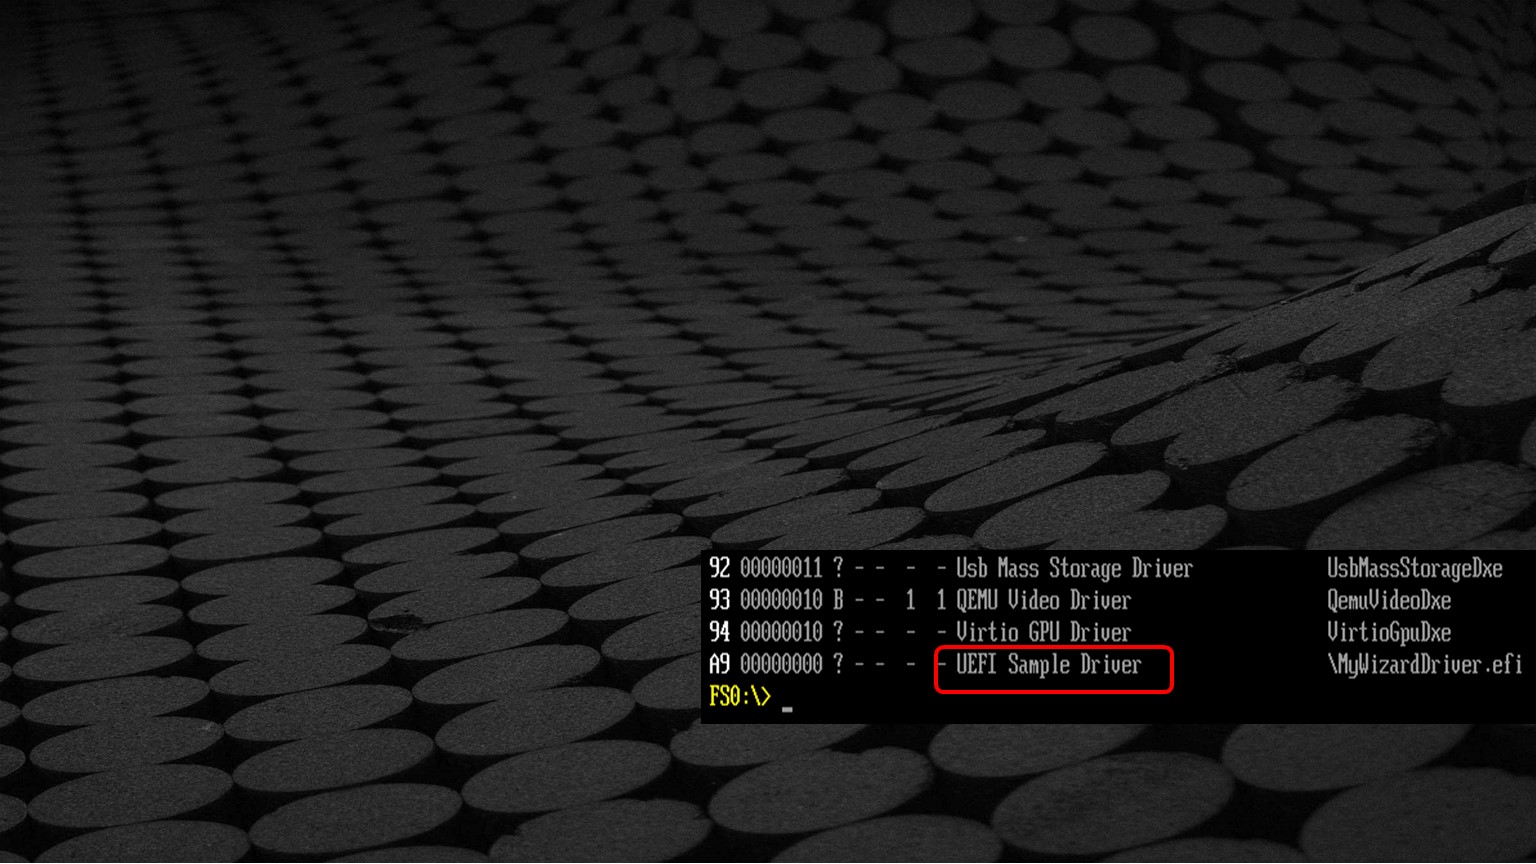 92 00000011 ? - - - - Usb Mass Storage Driver UsbMassStorageDxe
93 00000010 B - - 1 1 QEMU Video Driver QemuVideoDxe
94 00000010 ? - - - - Virtio GPU Driver VirtioGpuDxe
A9 00000000 ? - - - - UEFI Sample Driver \MyWizardDriver.efi
FS0:\> _